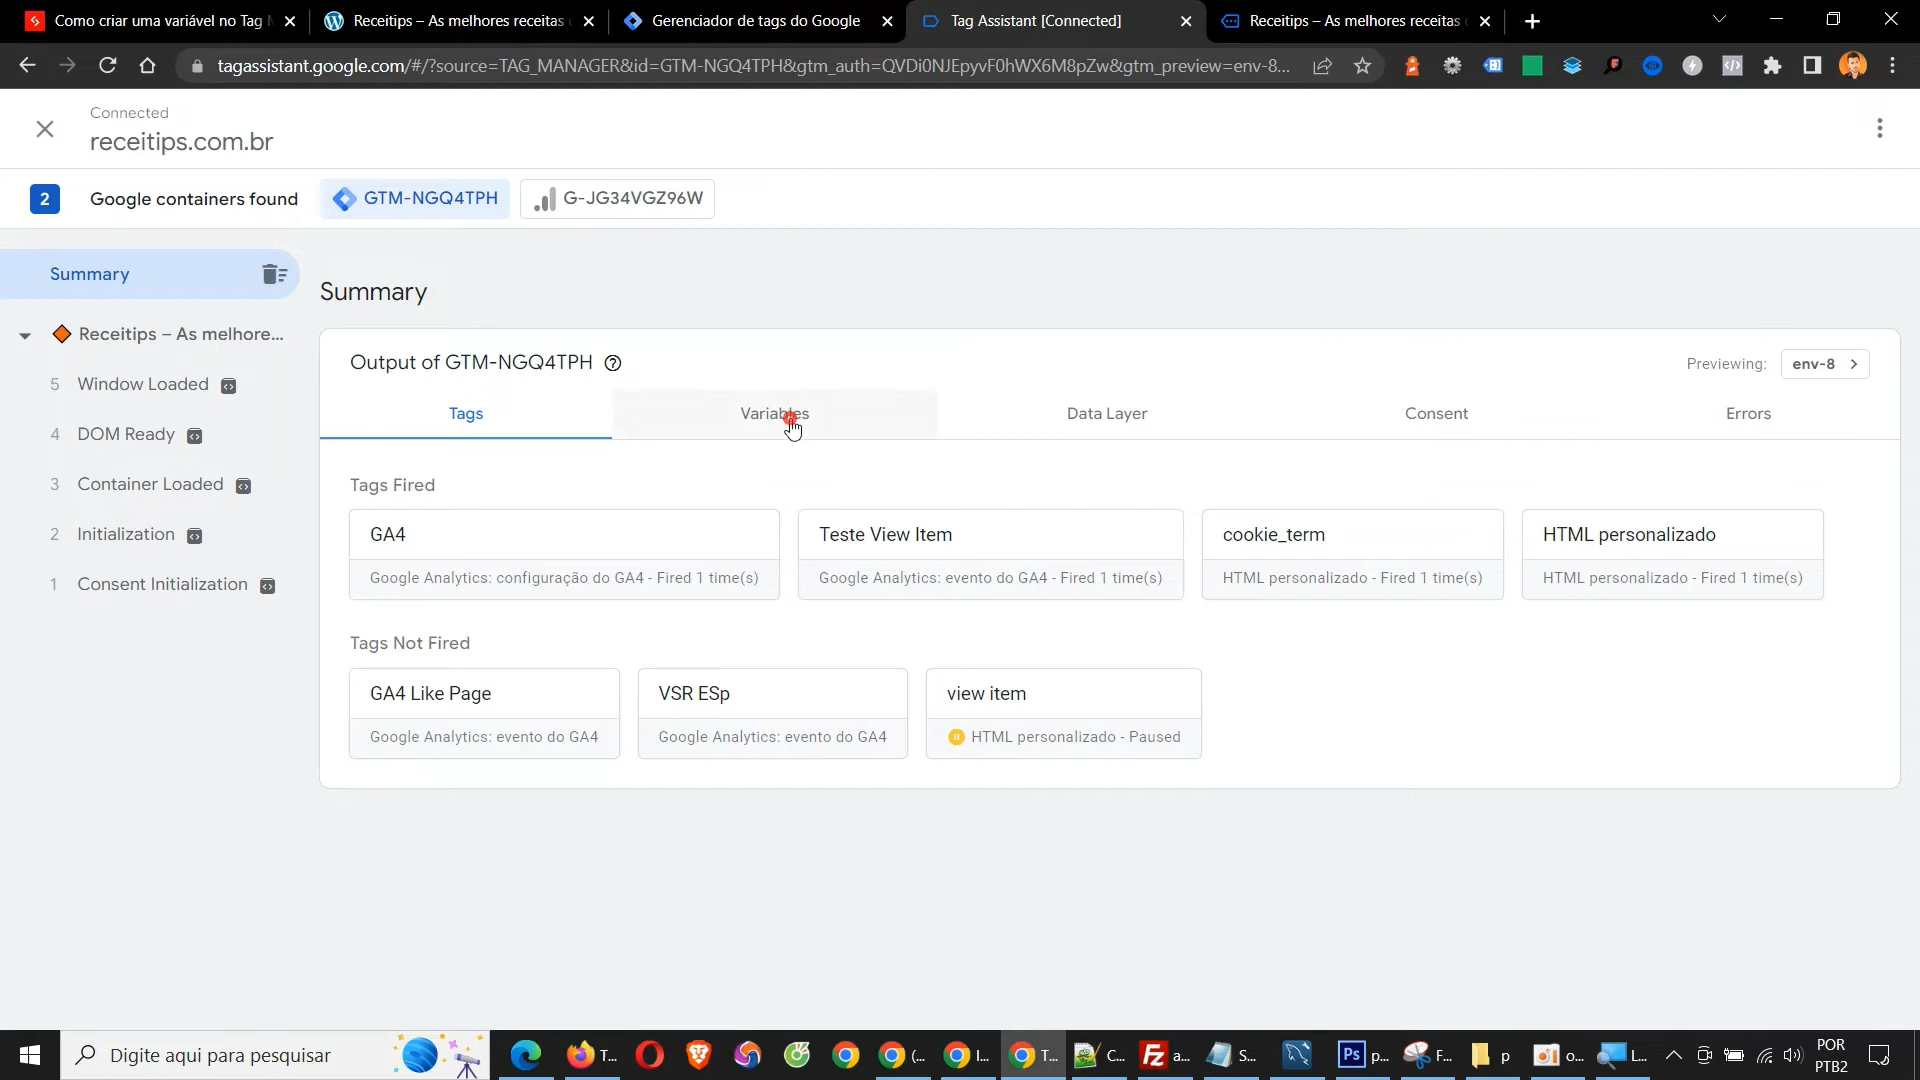 Como criar uma variável no Tag M
Receitips – As melhores receitas
Gerenciador de tags do Google
Tag Assistant [Connected]
Receitips – As melhores receitas
tagassistant.google.com/#/?source=TAG_MANAGER&id=GTM-NGQ4TPH&gtm_auth=QVDi0NJEpyvF0hWX6M8pZw&gtm_preview=env-8...
Connected
receitips.com.br
2 Google containers found GTM-NGQ4TPH G-JG34VGZ96W
Summary
Receitips – As melhore...
5 Window Loaded
4 DOM Ready
3 Container Loaded
2 Initialization
1 Consent Initialization
Summary
Output of GTM-NGQ4TPH
Previewing: env-8
Tags Variables Data Layer Consent Errors
Tags Fired
GA4
Google Analytics: configuração do GA4 - Fired 1 time(s)
Teste View Item
Google Analytics: evento do GA4 - Fired 1 time(s)
cookie_term
HTML personalizado - Fired 1 time(s)
HTML personalizado
HTML personalizado - Fired 1 time(s)
Tags Not Fired
GA4 Like Page
Google Analytics: evento do GA4
VSR ESp
Google Analytics: evento do GA4
view item
HTML personalizado - Paused
Digite aqui para pesquisar
T... (... I... T... C... a... S... p... F... p o... L...
POR
PTB2